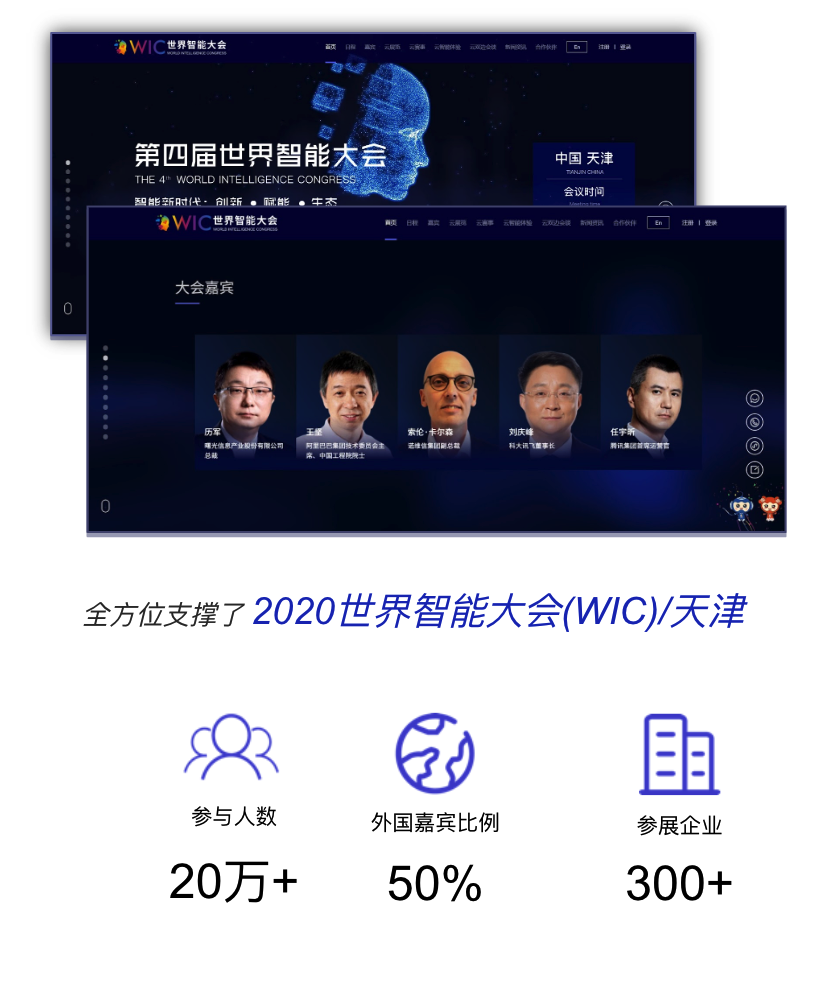 WIC 世界智能大会
WORLD INTELLIGENCE CONGRESS
首页 日程 嘉宾 云展览 云赛事 云智能体验 云双边会谈 新闻资讯 合作伙伴 En 注册 | 登录
第四届世界智能大会
THE 4th WORLD INTELLIGENCE CONGRESS
智能新时代：创新 ● 赋能 ● 生态
中国 天津
TIANJIN CHINA
会议时间
Meeting time
WIC 世界智能大会
WORLD INTELLIGENCE CONGRESS
首页 日程 嘉宾 云展览 云赛事 云智能体验 云双边会谈 新闻资讯 合作伙伴 En 注册 | 登录
大会嘉宾
历军
曙光信息产业股份有限公司
总裁
王坚
阿里巴巴集团技术委员会主
席、中国工程院院士
索伦·卡尔森
诺维信集团副总裁
刘庆峰
科大讯飞董事长
任宇昕
腾讯集团首席运营官
全方位支撑了 2020世界智能大会(WIC)/天津
参与人数
20万+
外国嘉宾比例
50%
参展企业
300+